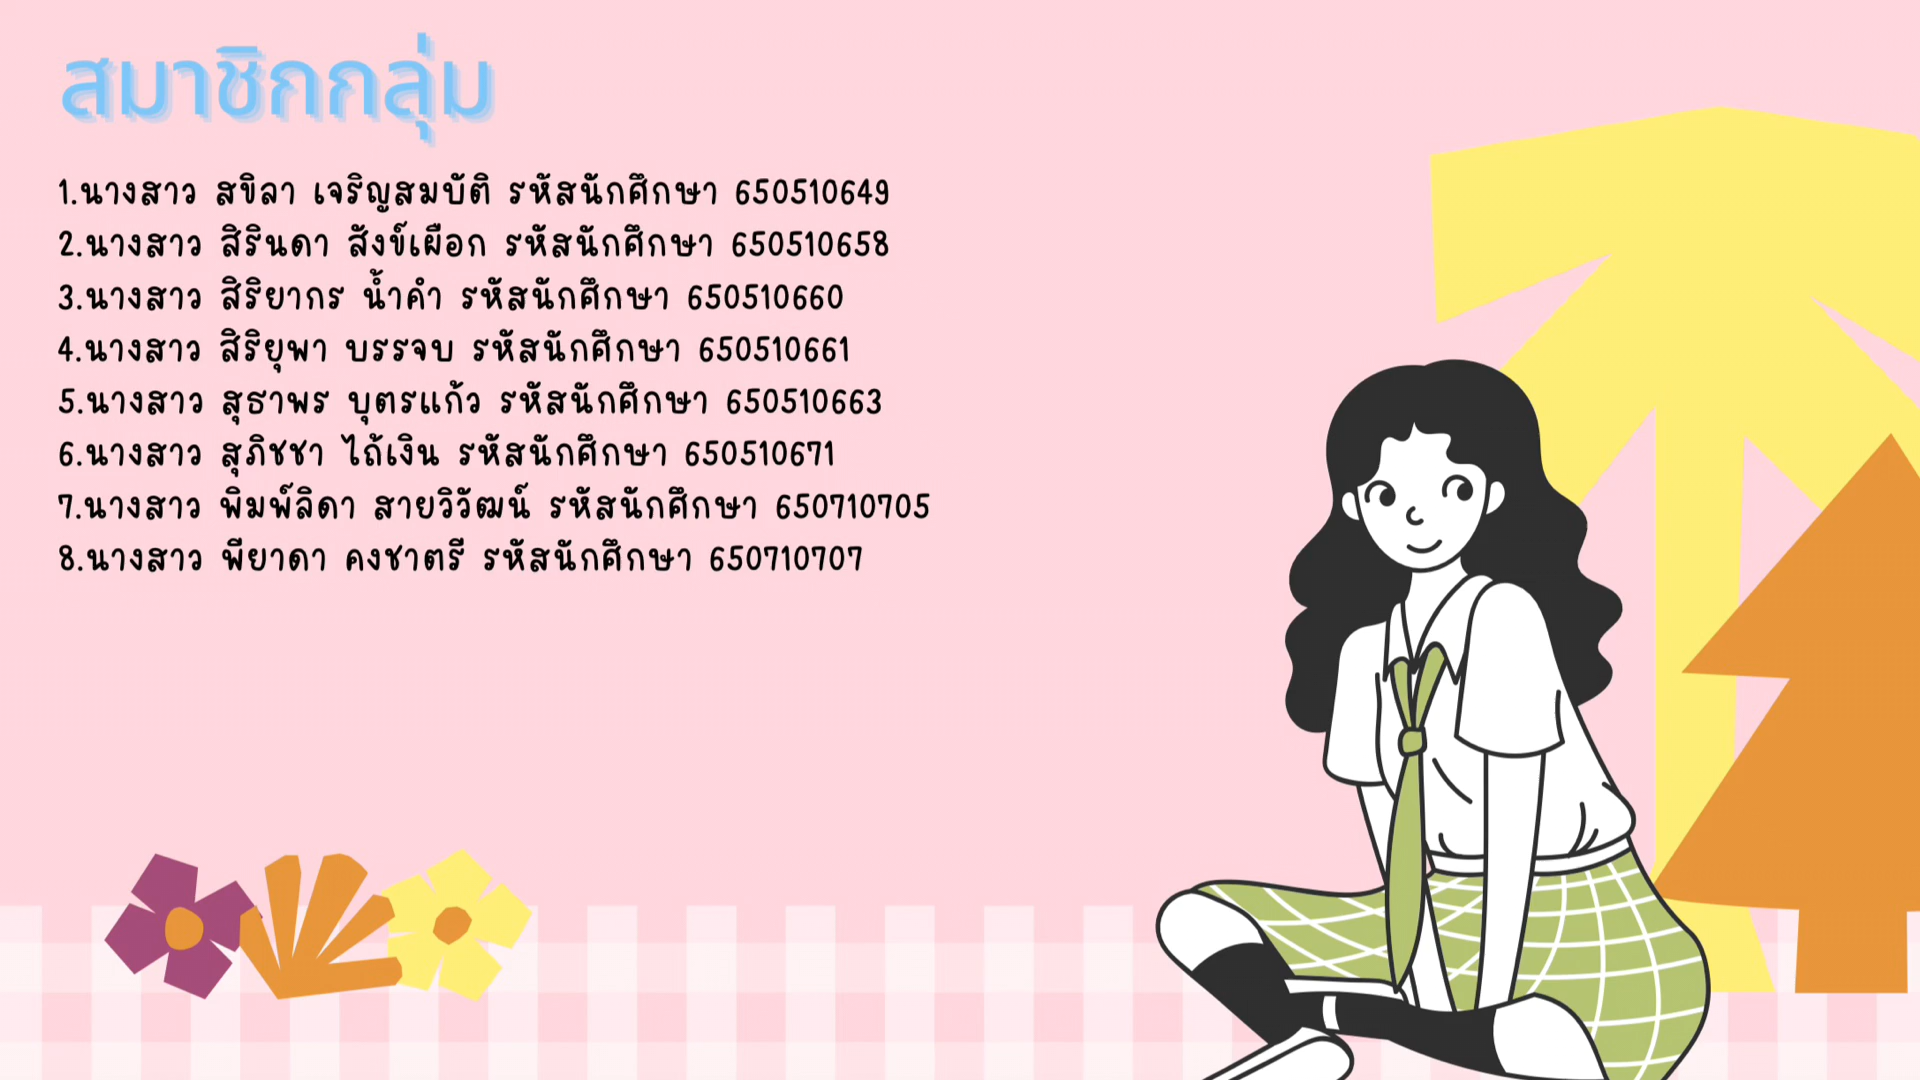 สมาชิกกลุ่ม
1.นางสาว สขิลา เจริญสมบัติ รหัสนักศึกษา 650510649
2.นางสาว สิรินดา สังข์เผือก รหัสนักศึกษา 650510658
3.นางสาว สิริยากร น้ำคำ รหัสนักศึกษา 650510660
4.นางสาว สิริยุพา บรรจบ รหัสนักศึกษา 650510661
5.นางสาว สุธาพร บุตรแก้ว รหัสนักศึกษา 650510663
6.นางสาว สุภิชชา ไถ้เงิน รหัสนักศึกษา 650510671
7.นางสาว พิมพ์ลิดา สายวิวัฒน์ รหัสนักศึกษา 650710705
8.นางสาว พียาดา คงชาตรี รหัสนักศึกษา 650710707